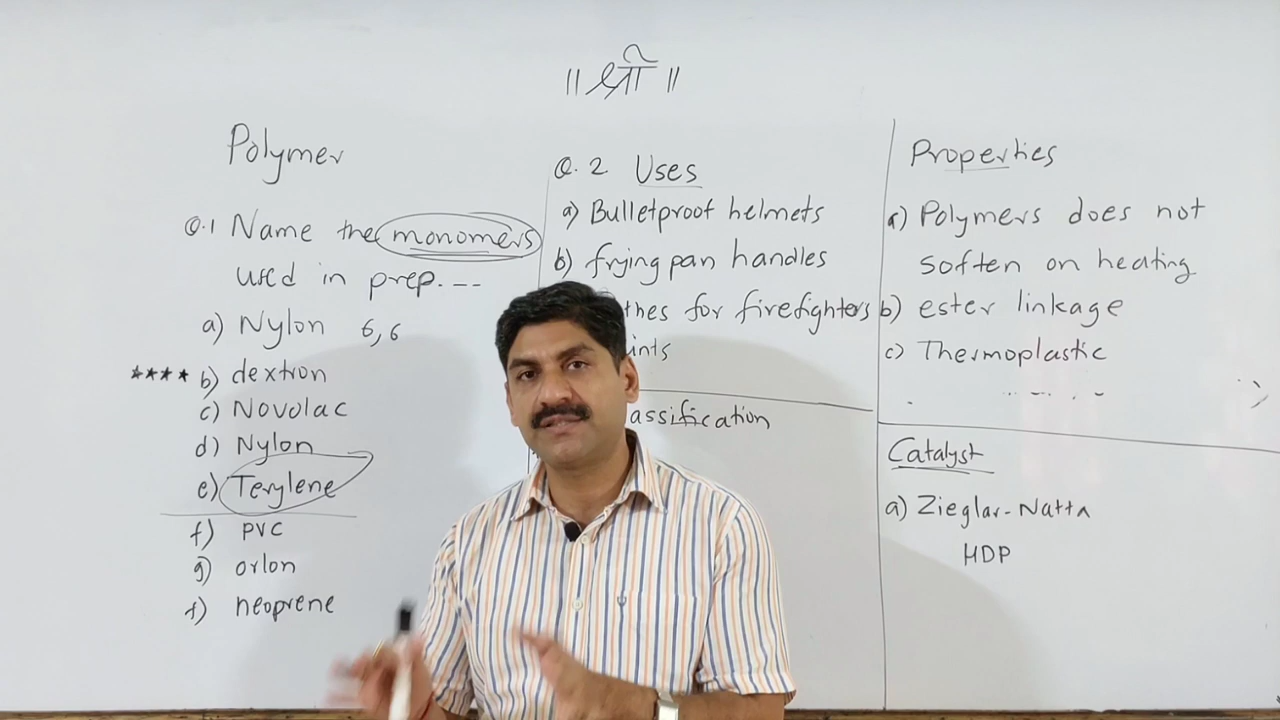 ॥ श्री ॥
Polymer
Q.1 Name the monomers
used in prep.---
a) Nylon 6,6
**** b) dextron
c) Novolac
d) Nylon
e) Terylene
f) PVC
g) orlon
f) neoprene
Q.2 Uses
a) Bulletproof helmets
b) frying pan handles
thes for firefighters
ints
assification
Properties
a) Polymers does not
soften on heating
b) ester linkage
c) Thermoplastic
Catalyst
a) Zieglar-Natta
HDP